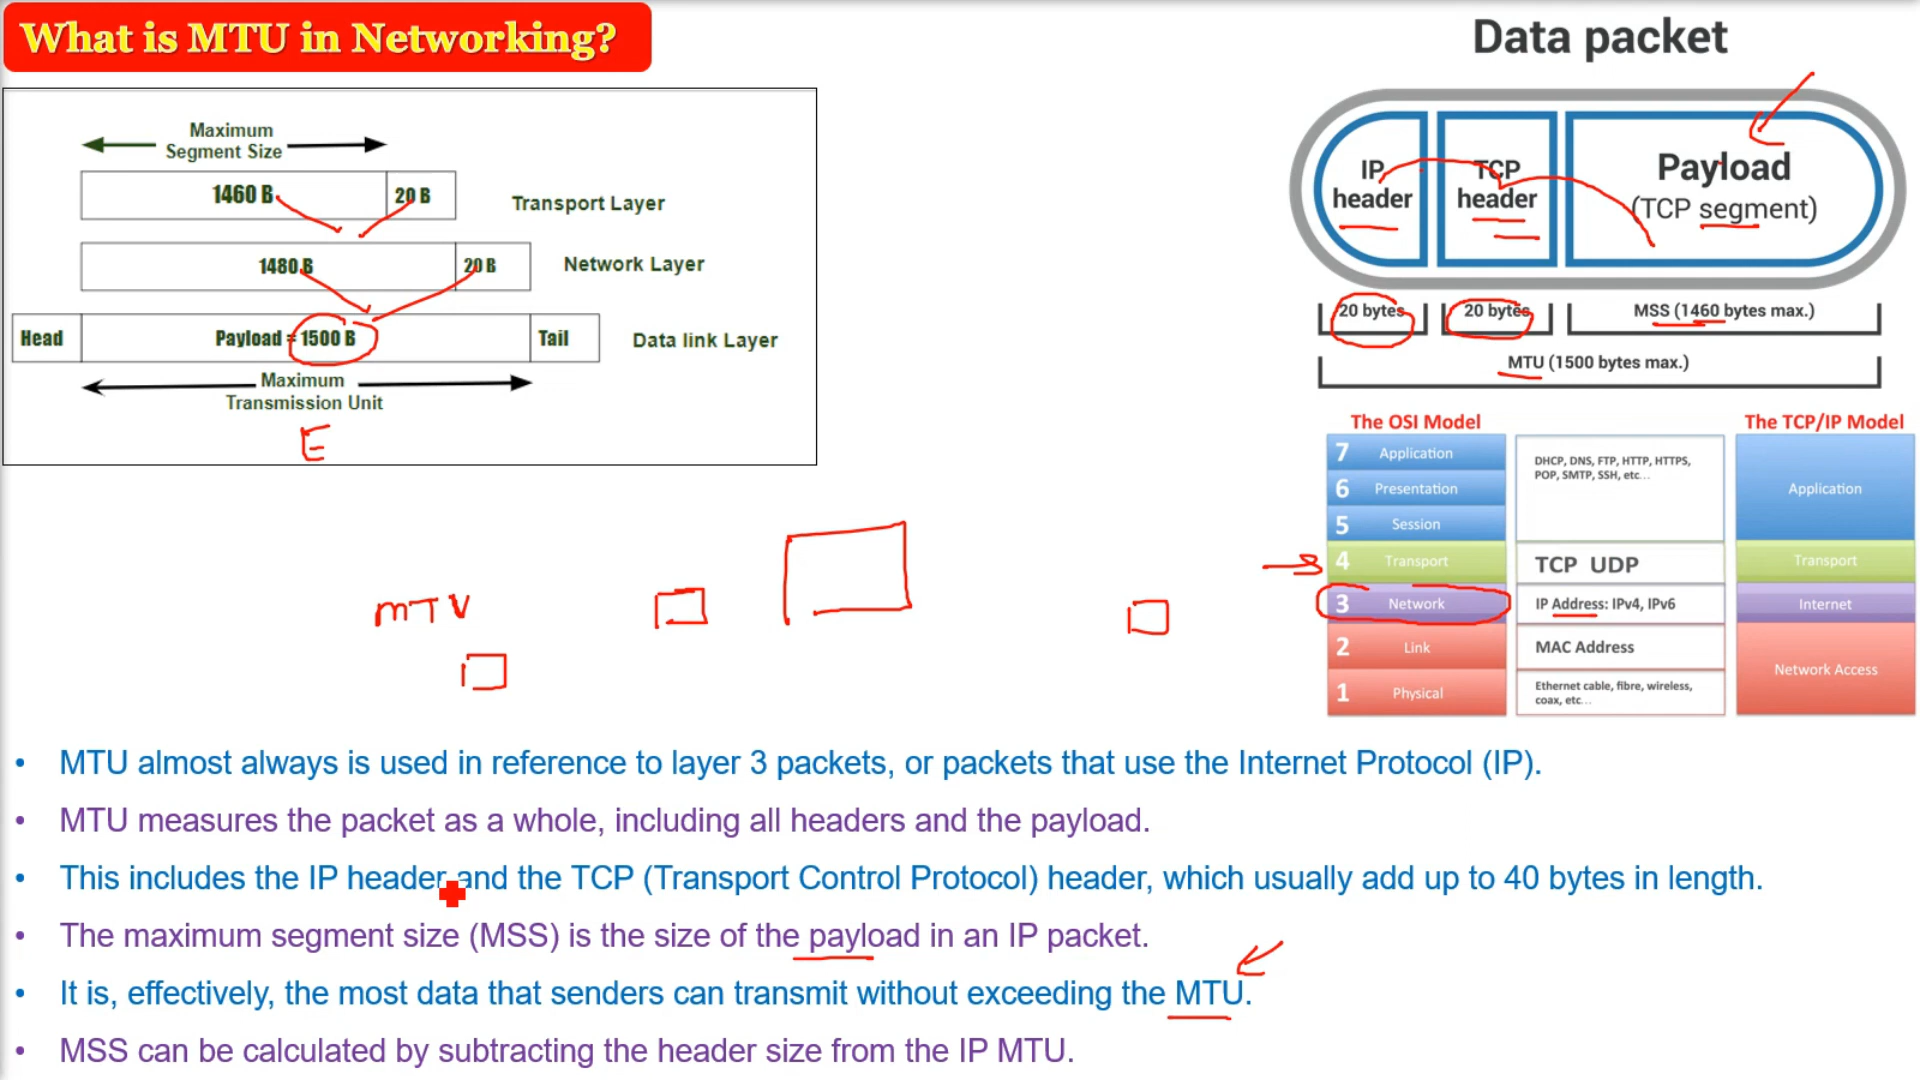 What is MTU in Networking?
Maximum
Segment Size
1460 B
20 B
Transport Layer
1480 B
20 B
Network Layer
Head
Payload = 1500 B
Tail
Data link Layer
Maximum
Transmission Unit
E
mTV
Data packet
IP
header
TCP
header
Payload
(TCP segment)
20 bytes
20 bytes
MSS (1460 bytes max.)
MTU (1500 bytes max.)
The OSI Model
The TCP/IP Model
7 Application
6 Presentation
5 Session
4 Transport
3 Network
2 Link
1 Physical
DHCP, DNS, FTP, HTTP, HTTPS,
POP, SMTP, SSH, etc...
TCP UDP
IP Address: IPv4, IPv6
MAC Address
Ethernet cable, fibre, wireless,
coax, etc...
Application
Transport
Internet
Network Access
• MTU almost always is used in reference to layer 3 packets, or packets that use the Internet Protocol (IP).
• MTU measures the packet as a whole, including all headers and the payload.
• This includes the IP header and the TCP (Transport Control Protocol) header, which usually add up to 40 bytes in length.
• The maximum segment size (MSS) is the size of the payload in an IP packet.
• It is, effectively, the most data that senders can transmit without exceeding the MTU.
• MSS can be calculated by subtracting the header size from the IP MTU.